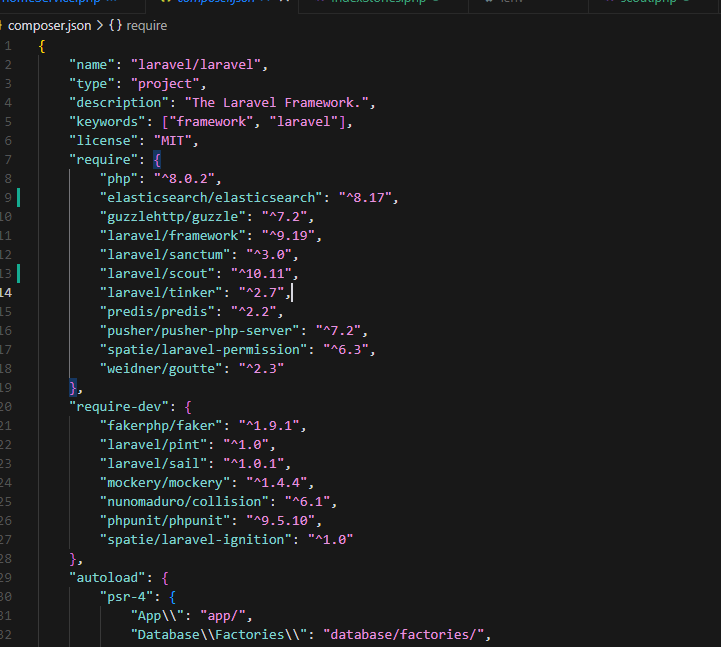 composer.json > {} require
1 {
2 "name": "laravel/laravel",
3 "type": "project",
4 "description": "The Laravel Framework.",
5 "keywords": ["framework", "laravel"],
6 "license": "MIT",
7 "require": {
8 "php": "^8.0.2",
9 "elasticsearch/elasticsearch": "^8.17",
10 "guzzlehttp/guzzle": "^7.2",
11 "laravel/framework": "^9.19",
12 "laravel/sanctum": "^3.0",
13 "laravel/scout": "^10.11",
14 "laravel/tinker": "^2.7",
15 "predis/predis": "^2.2",
16 "pusher/pusher-php-server": "^7.2",
17 "spatie/laravel-permission": "^6.3",
18 "weidner/goutte": "^2.3"
19 },
20 "require-dev": {
21 "fakerphp/faker": "^1.9.1",
22 "laravel/pint": "^1.0",
23 "laravel/sail": "^1.0.1",
24 "mockery/mockery": "^1.4.4",
25 "nunomaduro/collision": "^6.1",
26 "phpunit/phpunit": "^9.5.10",
27 "spatie/laravel-ignition": "^1.0"
28 },
29 "autoload": {
30 "psr-4": {
31 "App\\": "app/",
32 "Database\\Factories\\": "database/factories/",